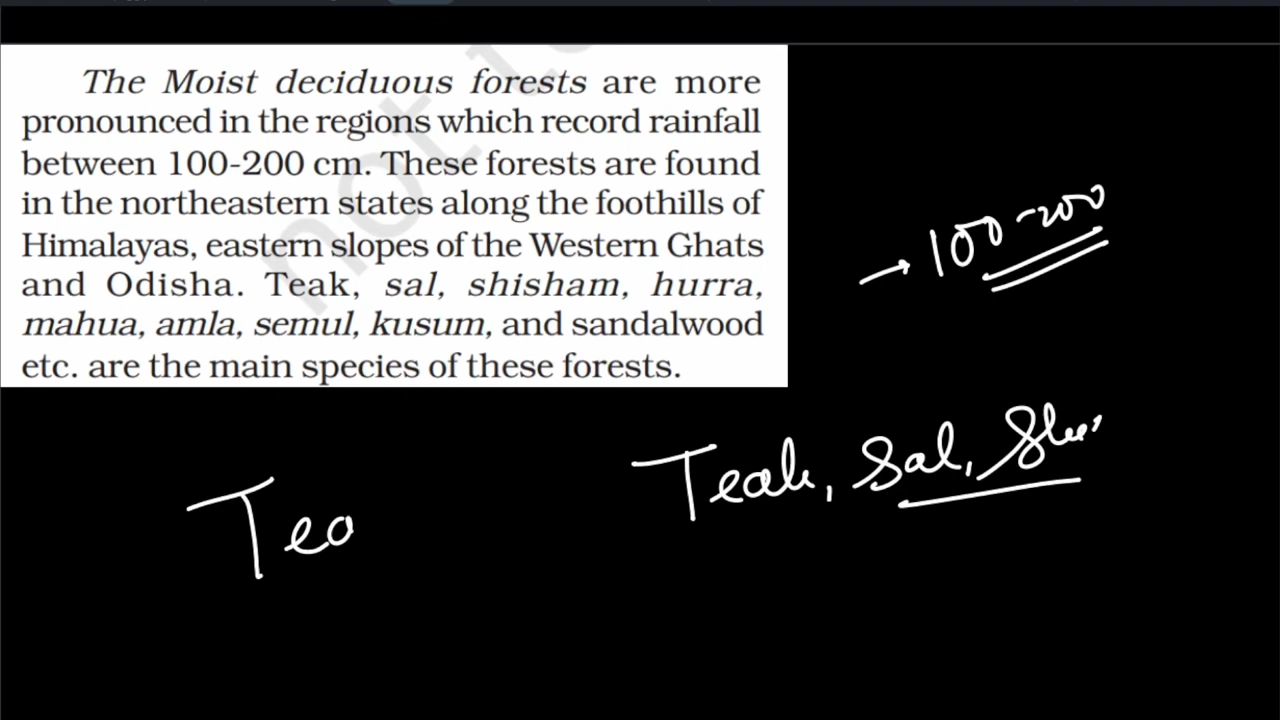 The Moist deciduous forests are more
pronounced in the regions which record rainfall
between 100-200 cm. These forests are found
in the northeastern states along the foothills of
Himalayas, eastern slopes of the Western Ghats
and Odisha. Teak, sal, shisham, hurra,
mahua, amla, semul, kusum, and sandalwood
etc. are the main species of these forests.
not to
→ 100-200
Teak, Sal,
Tea